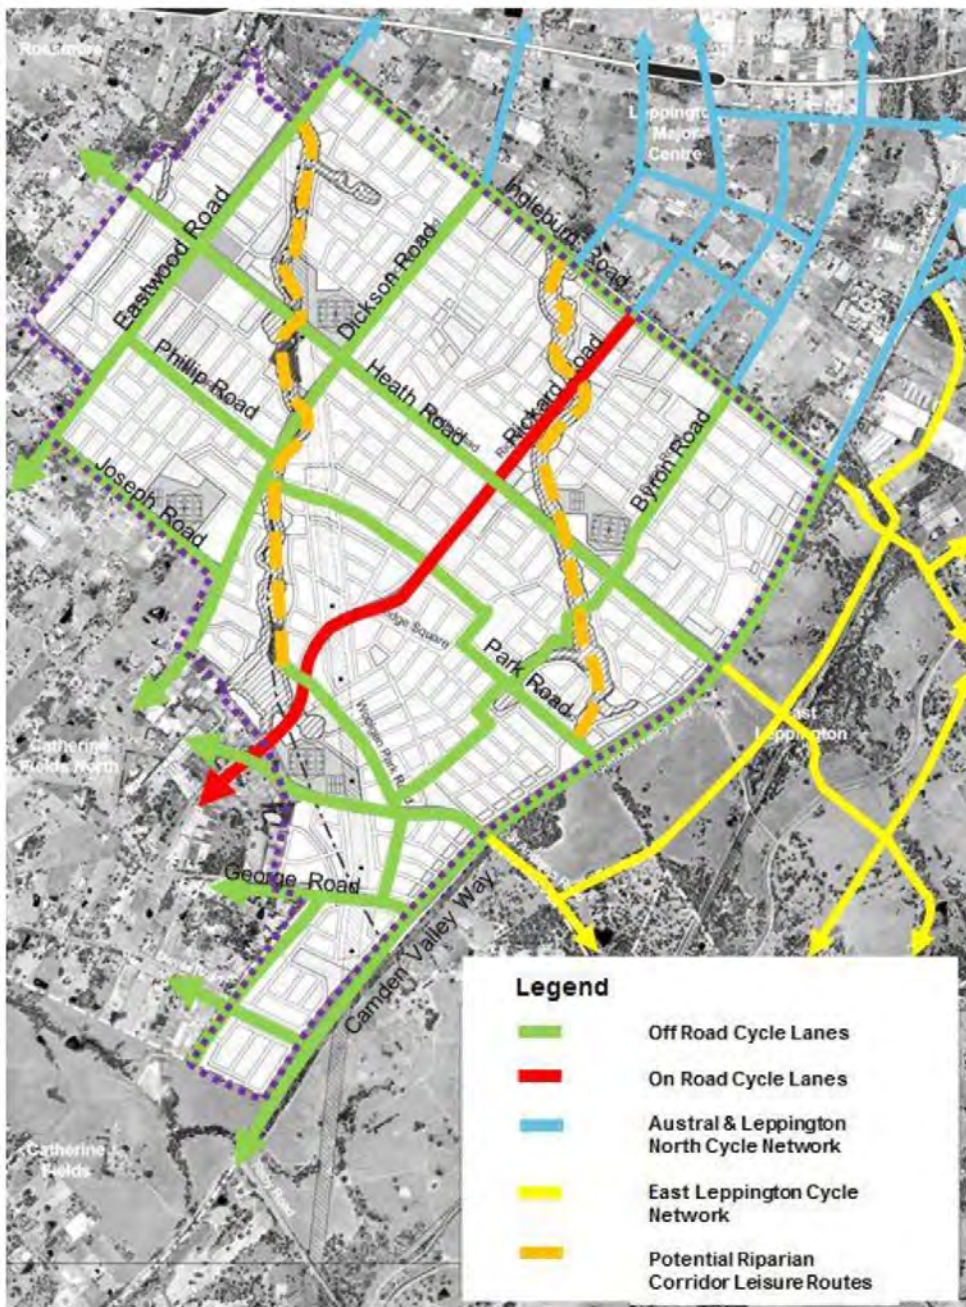 Rossmore
Leppington
Major
Centre
Ingleburn Road
Eastwood Road
Dickson Road
Phillip Road
Heath Road
Rickard Road
Byron Road
Joseph Road
Park Road
Catherine
Fields North
East
Leppington
George Road
Camden Valley Way
Catherine
Fields
Legend
Off Road Cycle Lanes
On Road Cycle Lanes
Austral & Leppington
North Cycle Network
East Leppington Cycle
Network
Potential Riparian
Corridor Leisure Routes